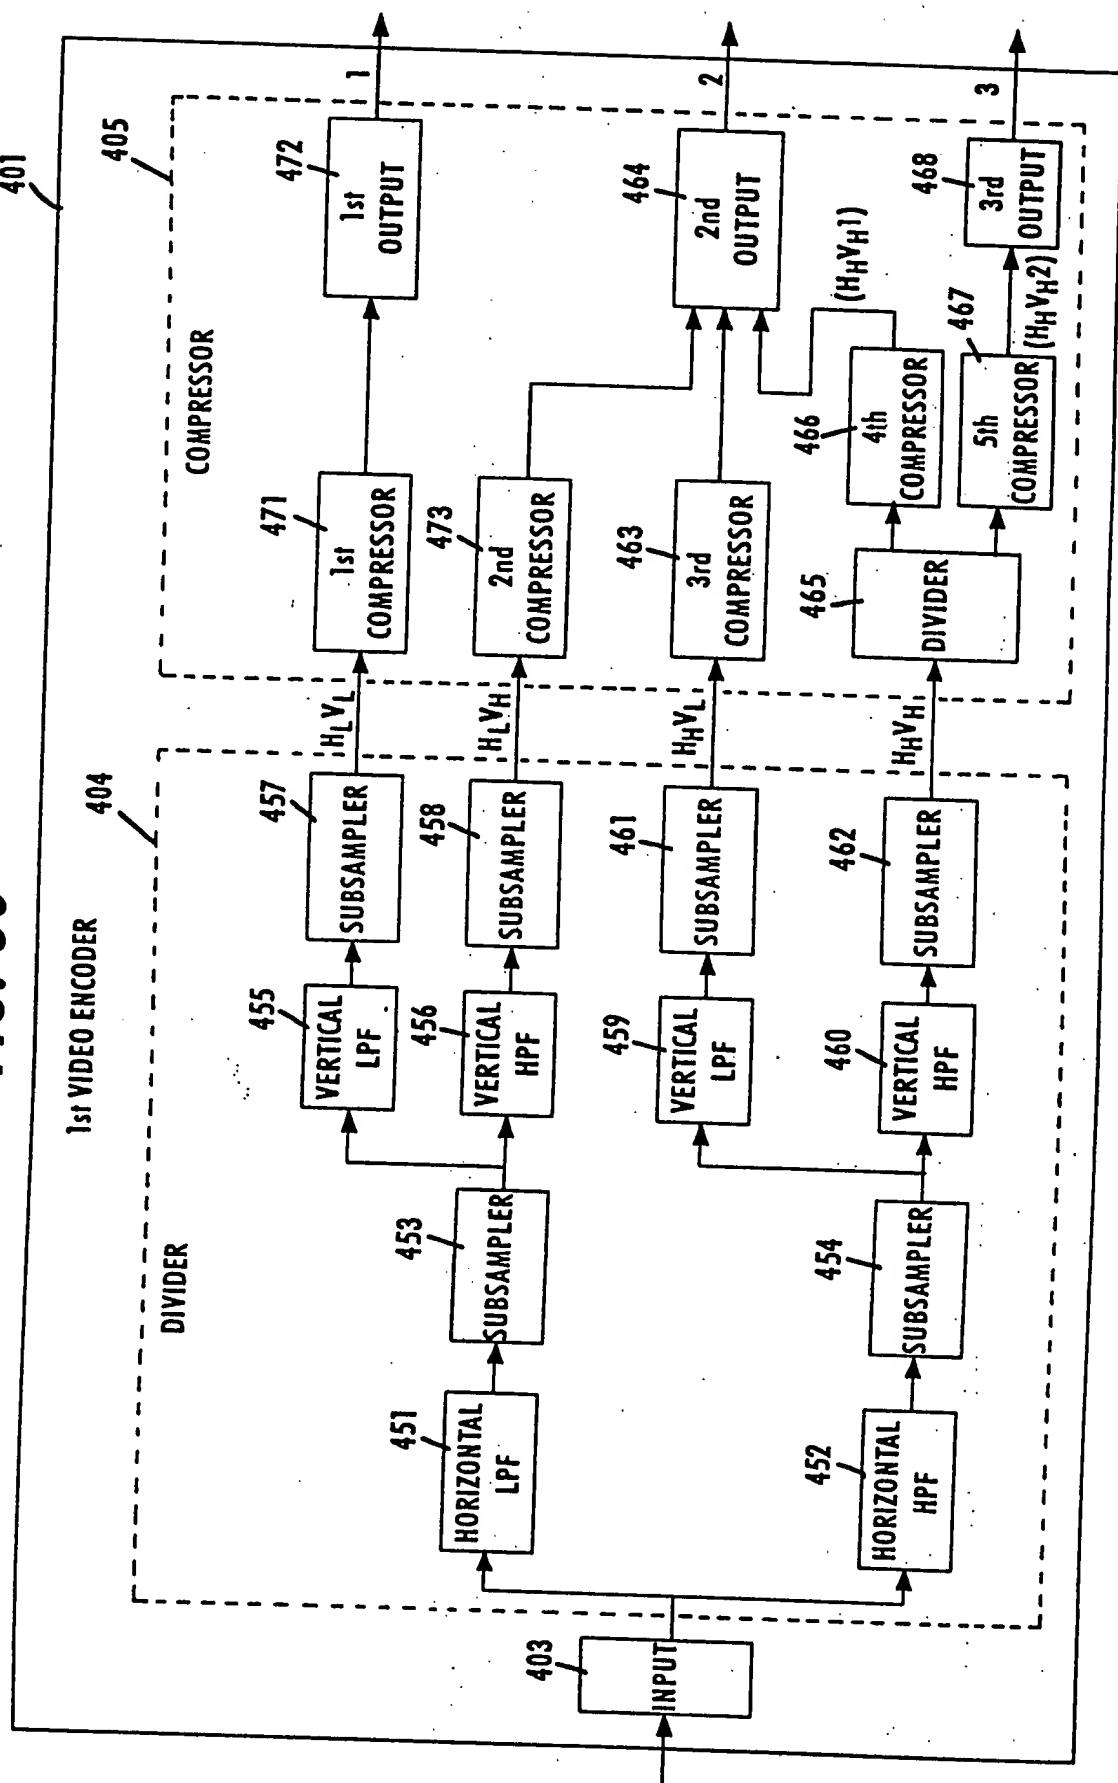 1st VIDEO ENCODER
401
DIVIDER
404
COMPRESSOR
405
403
INPUT
451
HORIZONTAL
LPF
453
SUBSAMPLER
455
VERTICAL
LPF
457
SUBSAMPLER
HLVL
471
1st
COMPRESSOR
472
1st
OUTPUT
1
456
VERTICAL
HPF
458
SUBSAMPLER
HLVH
473
2nd
COMPRESSOR
452
HORIZONTAL
HPF
454
SUBSAMPLER
459
VERTICAL
LPF
461
SUBSAMPLER
HHVL
463
3rd
COMPRESSOR
464
2nd
OUTPUT
2
460
VERTICAL
HPF
462
SUBSAMPLER
HHVH
465
DIVIDER
466
4th
COMPRESSOR
(HHVH1)
467
5th
COMPRESSOR
(HHVH2)
468
3rd
OUTPUT
3